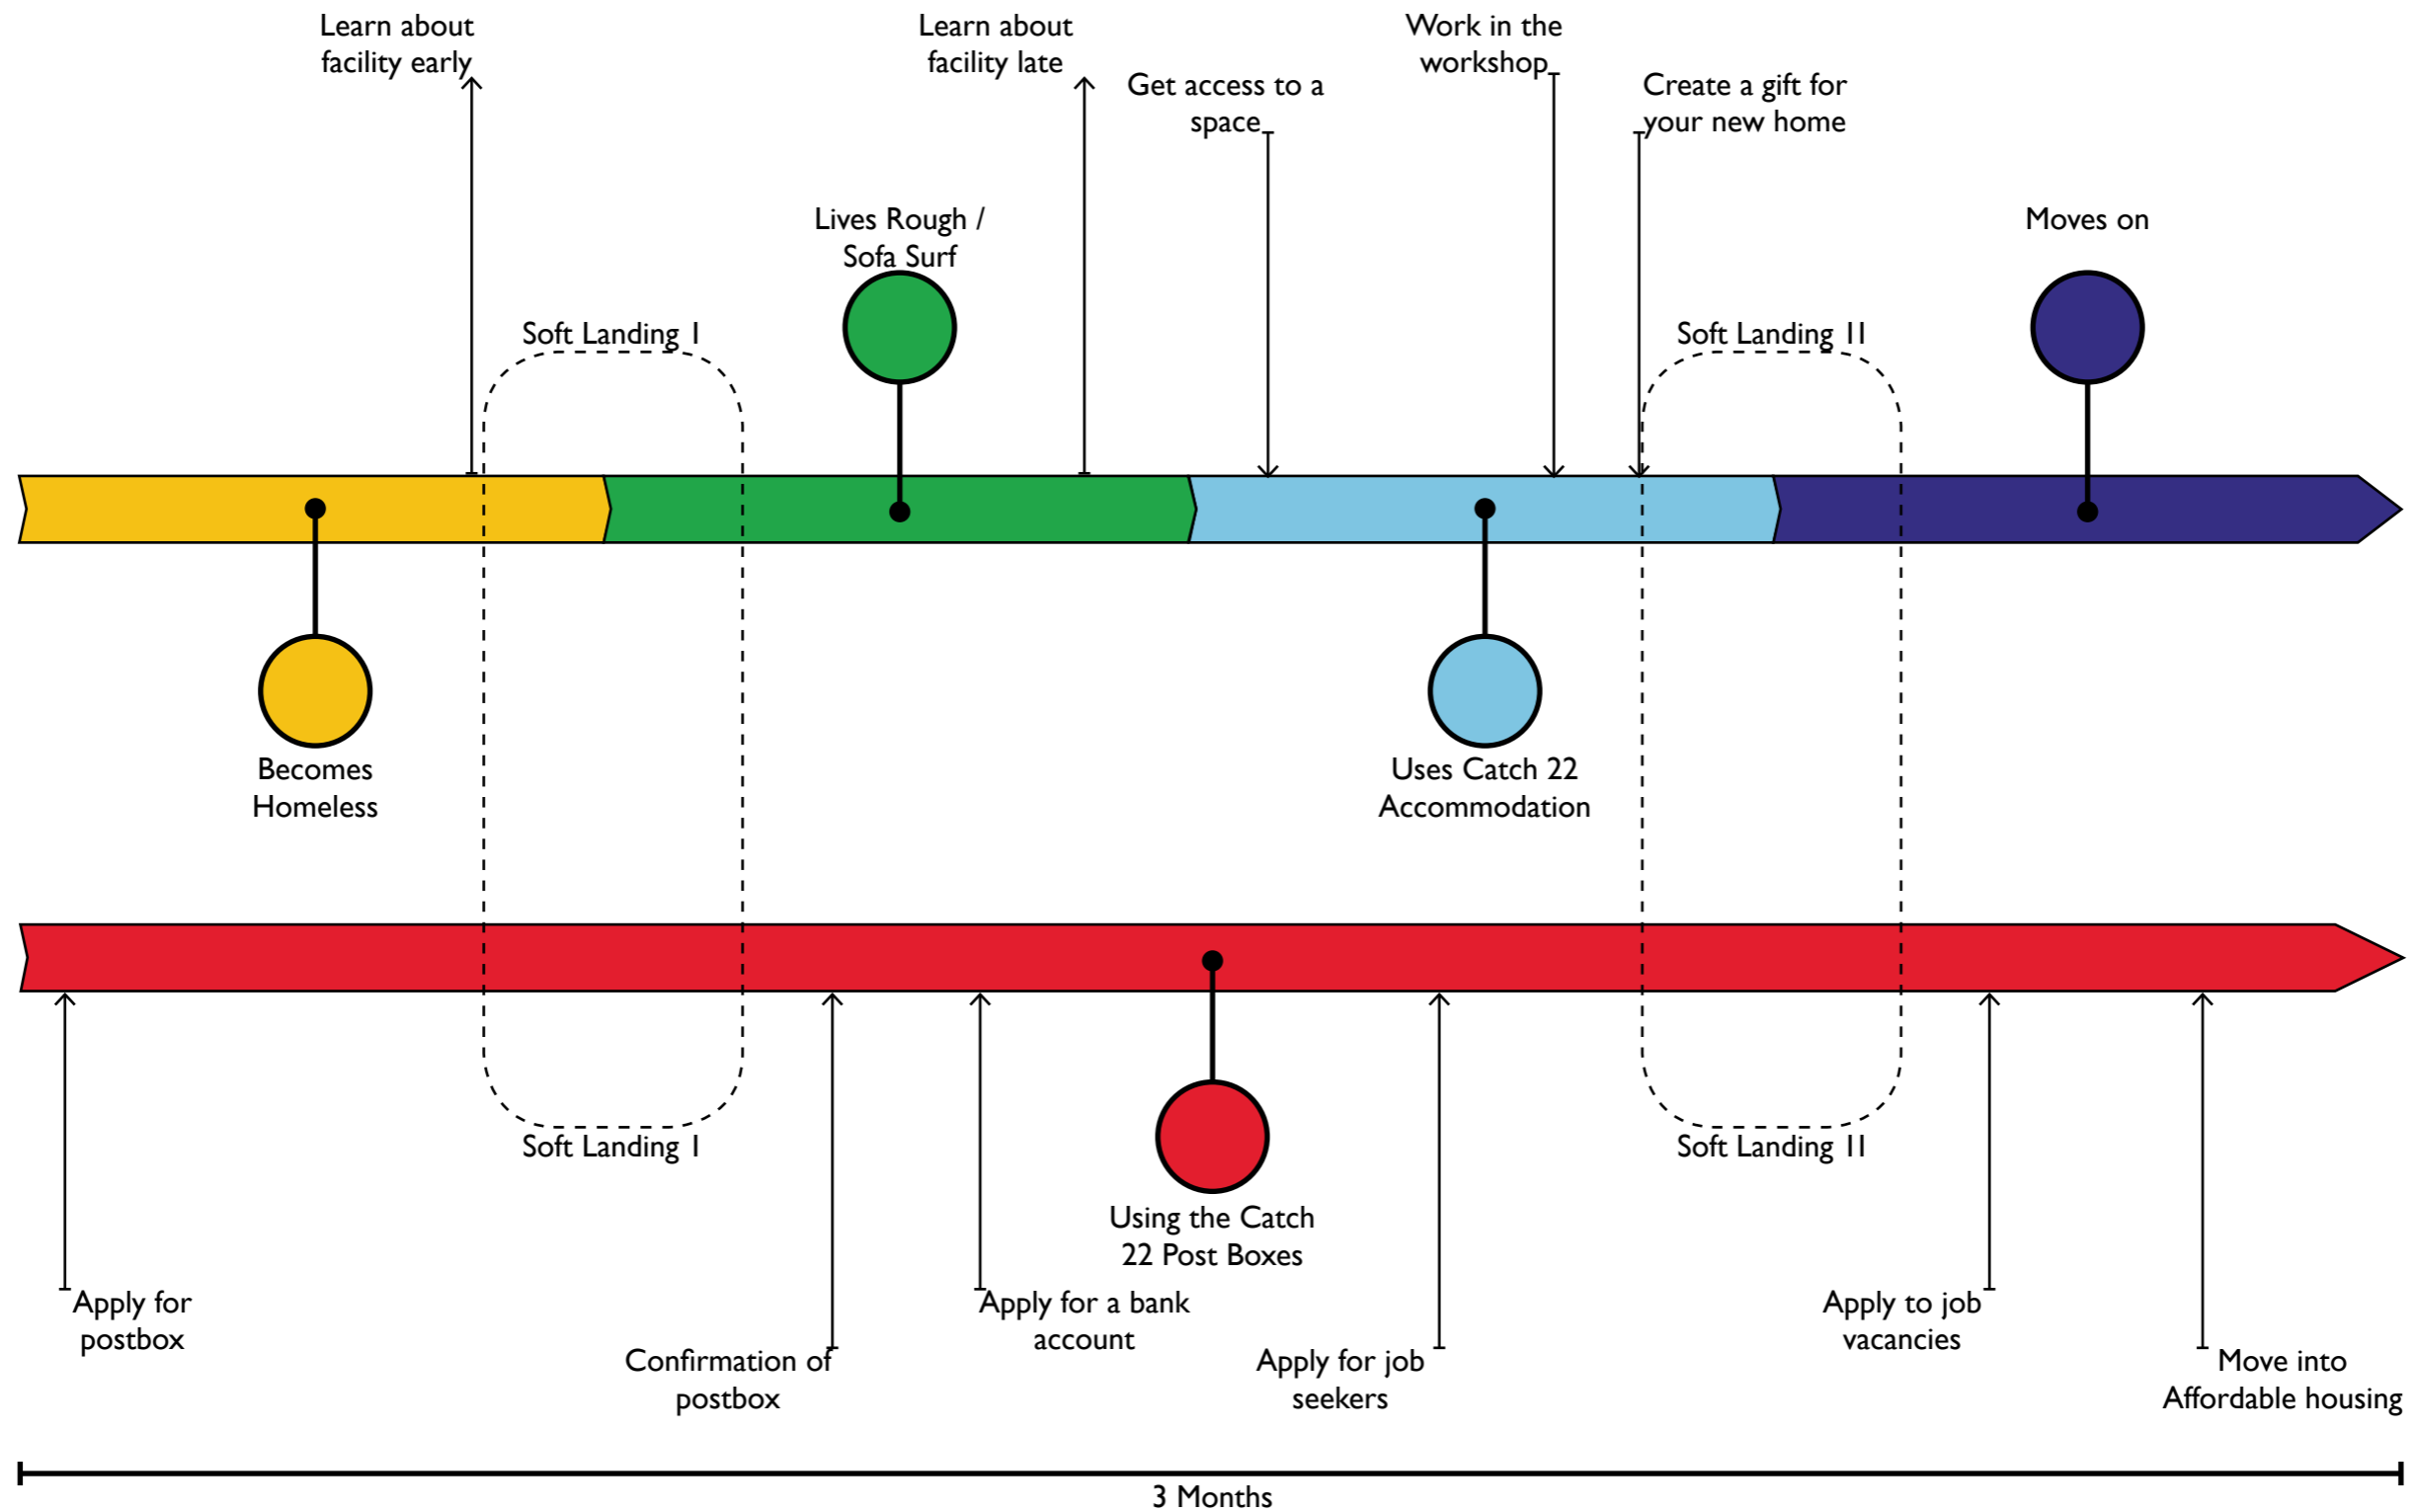 Learn about
facility early
Learn about
facility late
Work in the
workshop
Get access to a
space
Create a gift for
your new home
Lives Rough /
Sofa Surf
Moves on
Soft Landing I
Soft Landing II
Becomes
Homeless
Uses Catch 22
Accommodation
Soft Landing I
Soft Landing II
Using the Catch
22 Post Boxes
Apply for
postbox
Confirmation of
postbox
Apply for a bank
account
Apply for job
seekers
Apply to job
vacancies
Move into
Affordable housing
3 Months